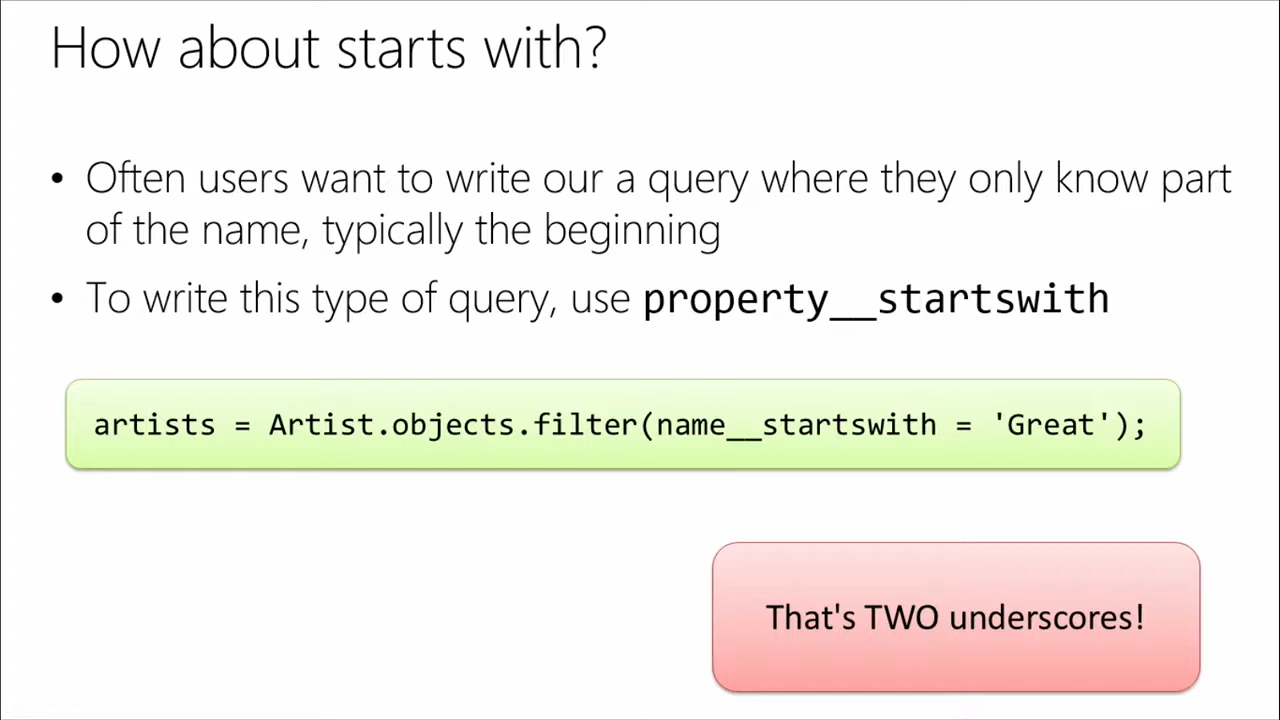 How about starts with?
• Often users want to write our a query where they only know part
of the name, typically the beginning
• To write this type of query, use property__startswith
artists = Artist.objects.filter(name__startswith = 'Great');
That's TWO underscores!